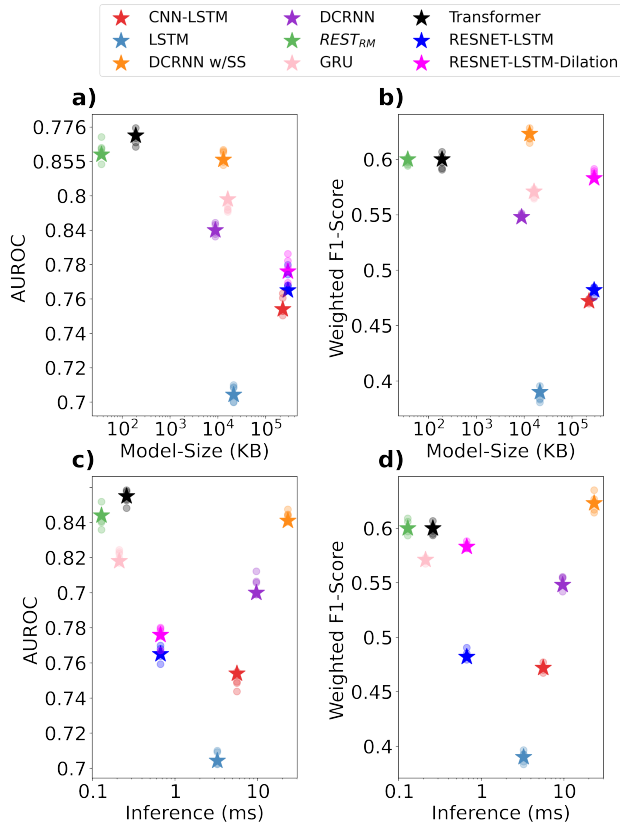 CNN-LSTM
LSTM
DCRNN w/SS
DCRNN
REST_RM
GRU
Transformer
RESNET-LSTM
RESNET-LSTM-Dilation
a)
0.776
0.855
0.8
0.84
0.78
0.76
0.74
0.72
0.7
AUROC
10^2
10^3
10^4
10^5
Model-Size (KB)
b)
0.6
0.55
0.5
0.45
0.4
Weighted F1-Score
10^2
10^3
10^4
10^5
Model-Size (KB)
c)
0.84
0.82
0.7
0.78
0.76
0.74
0.72
0.7
AUROC
0.1
1
10
Inference (ms)
d)
0.6
0.55
0.5
0.45
0.4
Weighted F1-Score
0.1
1
10
Inference (ms)